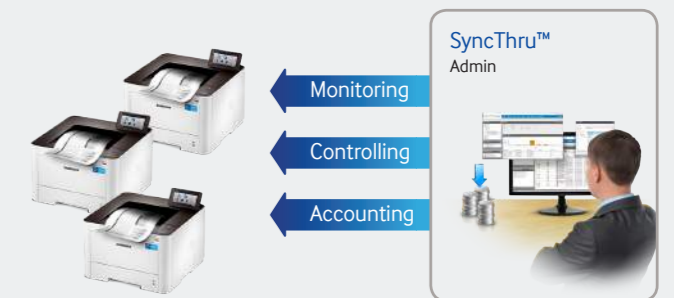 SyncThru™
Admin
Monitoring
Controlling
Accounting